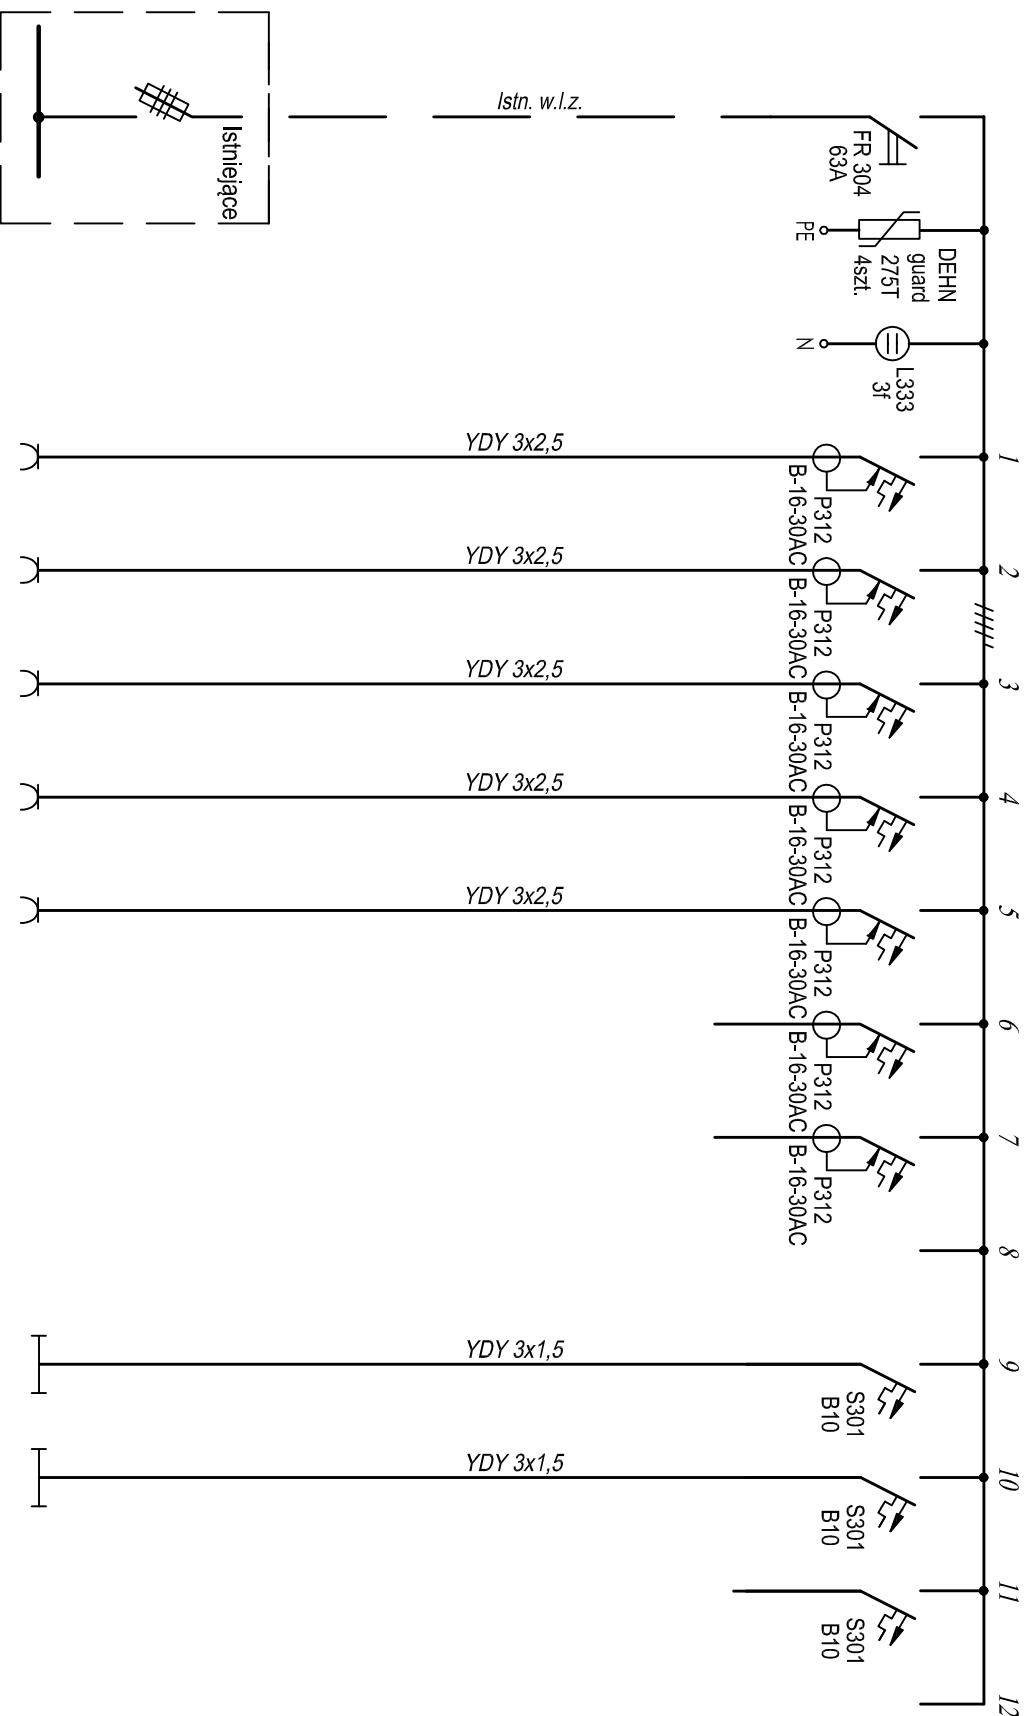 Istn. w.l.z.
Istniejące
FR 304
63A
PE
DEHN
guard
275T
4szt.
N
L333
3f
1
YDY 3x2,5
P312
B-16-30AC
2
YDY 3x2,5
P312
B-16-30AC
3
YDY 3x2,5
P312
B-16-30AC
4
YDY 3x2,5
P312
B-16-30AC
5
YDY 3x2,5
P312
B-16-30AC
6
P312
B-16-30AC
7
P312
B-16-30AC
8
9
YDY 3x1,5
S301
B10
10
YDY 3x1,5
S301
B10
11
S301
B10
12